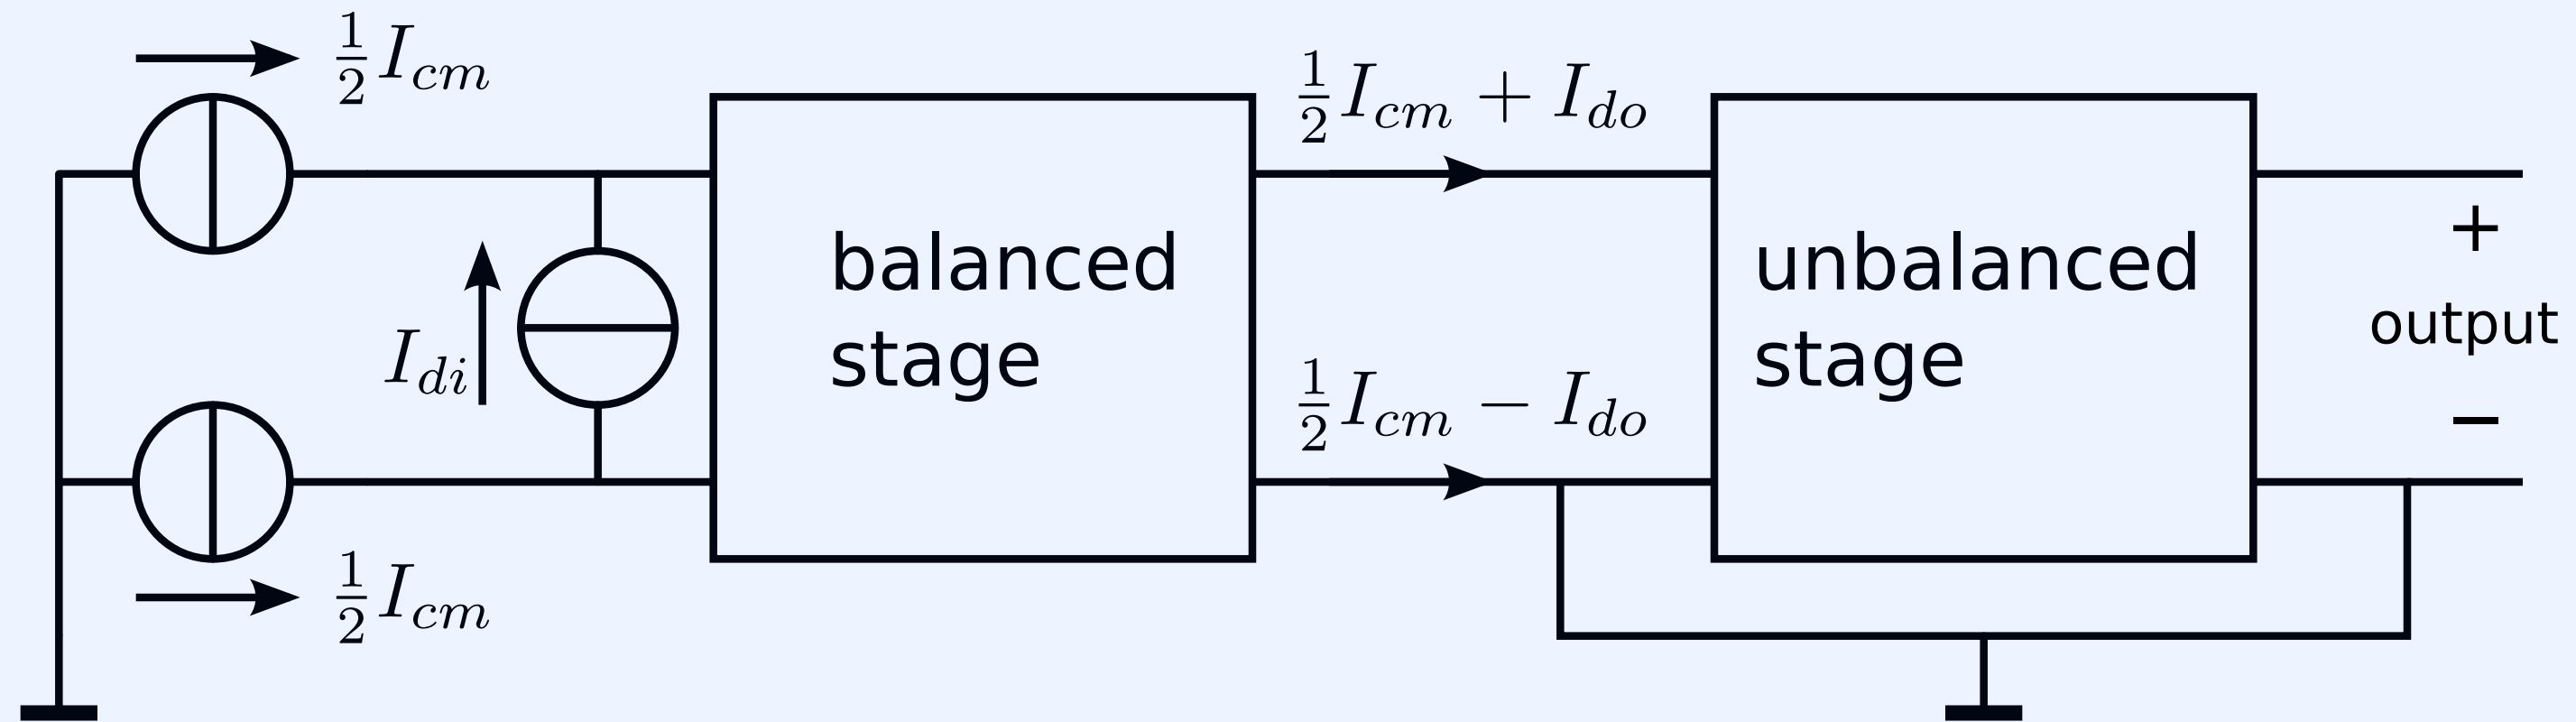 ½I_cm
½I_cm + I_do
balanced
stage
unbalanced
stage
+
output
−
I_di
½I_cm − I_do
½I_cm